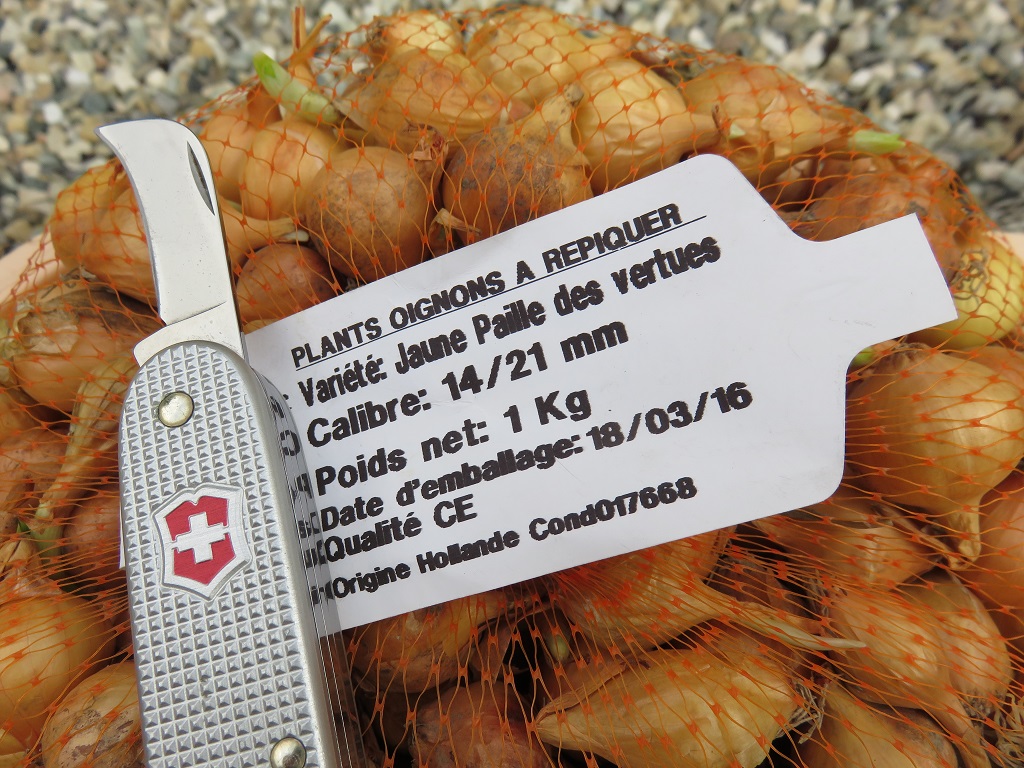 PLANTS OIGNONS A REPIQUER
Variété: Jaune Paille des vertues
Calibre: 14/21 mm
Poids net: 1 Kg
Date d'emballage: 18/03/16
Qualité CE
Origine Hollande Cond017668